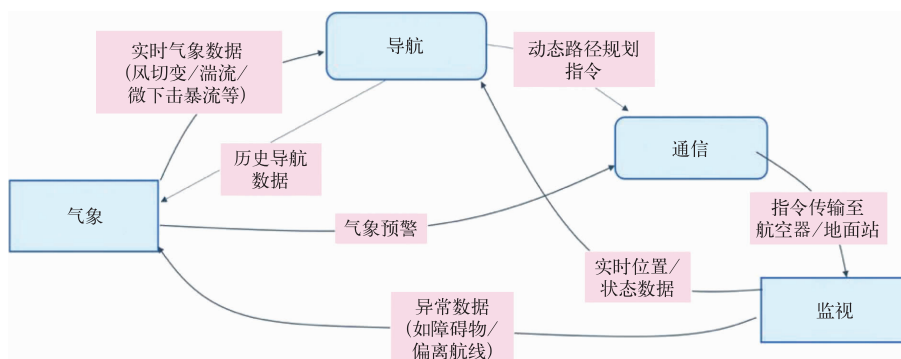 实时气象数据
(风切变/湍流/
微下击暴流等)
导航
动态路径规划
指令
通信
历史导航
数据
气象
气象预警
指令传输至
航空器/地面站
实时位置/
状态数据
异常数据
(如障碍物/
偏离航线)
监视